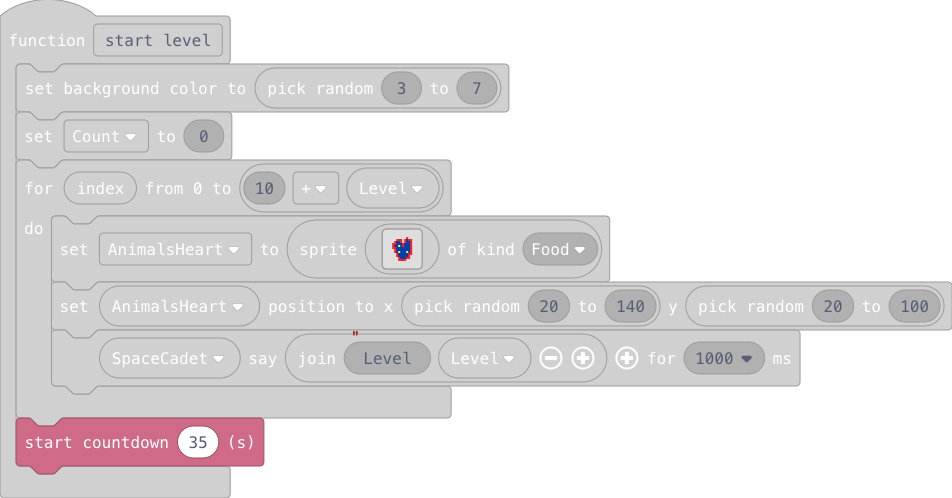 function start level
set background color to pick random 3 to 7
set Count to 0
for index from 0 to 10 + Level
do
set AnimalsHeart to sprite of kind Food
set AnimalsHeart position to x pick random 20 to 140 y pick random 20 to 100
SpaceCadet say join " Level Level for 1000 ms
start countdown 35 (s)